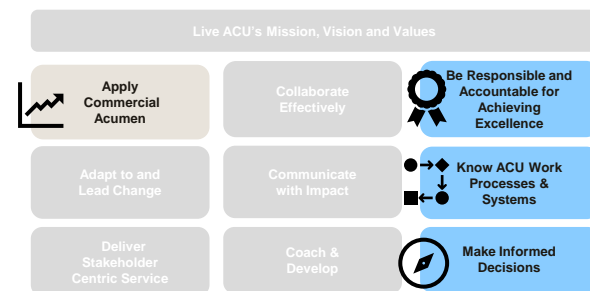 Live ACU's Mission, Vision and Values
Apply
Commercial
Acumen
Collaborate
Effectively
Be Responsible and
Accountable for
Achieving
Excellence
Adapt to and
Lead Change
Communicate
with Impact
Know ACU Work
Processes &
Systems
Deliver
Stakeholder
Centric Service
Coach &
Develop
Make Informed
Decisions